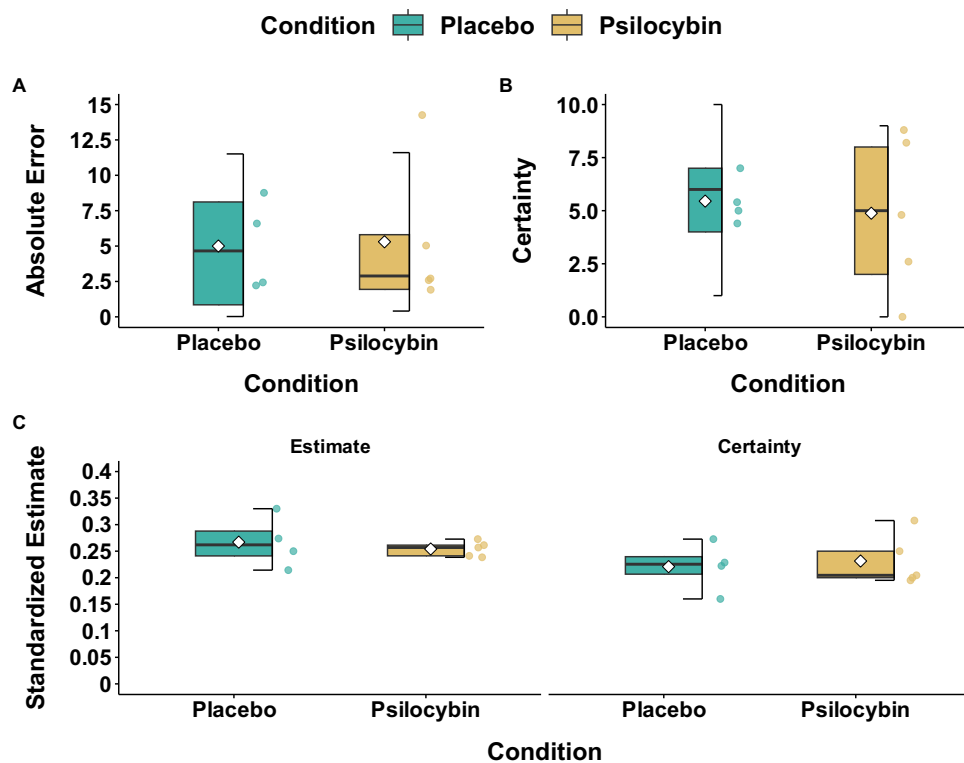 Condition Placebo Psilocybin
A
B
Absolute Error
15
12.5
10
7.5
5
2.5
0
Placebo Psilocybin
Condition
Certainty
10.0
7.5
5.0
2.5
0.0
Placebo Psilocybin
Condition
C
Estimate Certainty
Standardized Estimate
0.4
0.35
0.3
0.25
0.2
0.15
0.1
0.05
0
Placebo Psilocybin Placebo Psilocybin
Condition